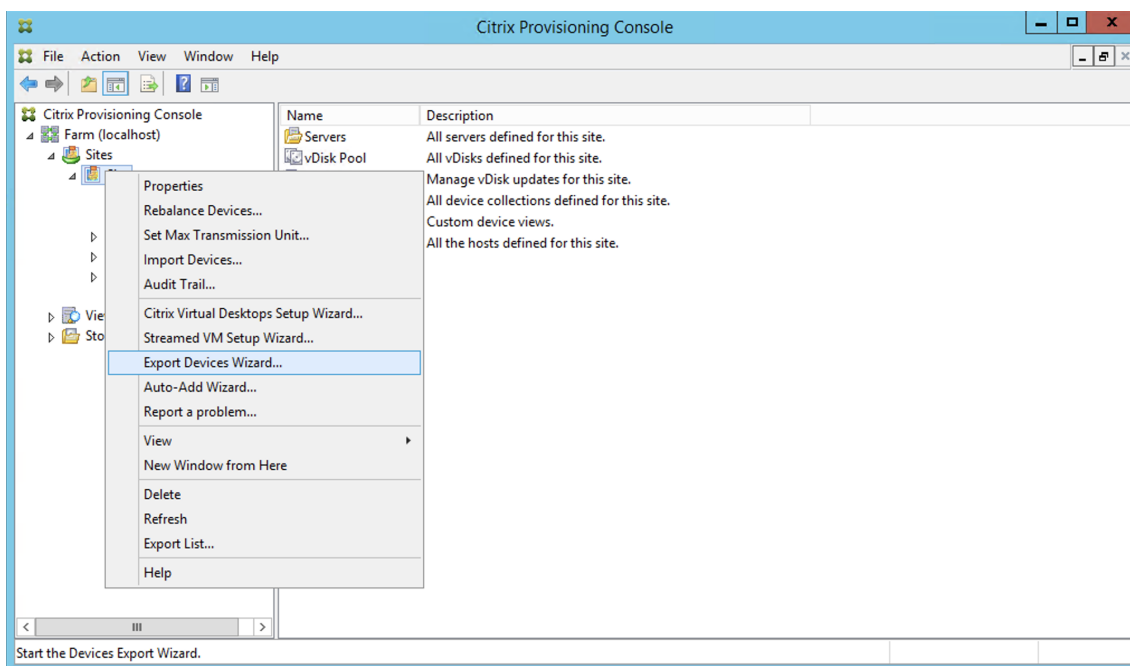 Citrix Provisioning Console
File Action View Window Help
Citrix Provisioning Console
Farm (localhost)
Sites
Name Description
Servers All servers defined for this site.
vDisk Pool All vDisks defined for this site.
Manage vDisk updates for this site.
All device collections defined for this site.
Custom device views.
All the hosts defined for this site.
Properties
Rebalance Devices...
Set Max Transmission Unit...
Import Devices...
Audit Trail...
Citrix Virtual Desktops Setup Wizard...
Vie
Streamed VM Setup Wizard...
Sto
Export Devices Wizard...
Auto-Add Wizard...
Report a problem...
View
New Window from Here
Delete
Refresh
Export List...
Help
Start the Devices Export Wizard.